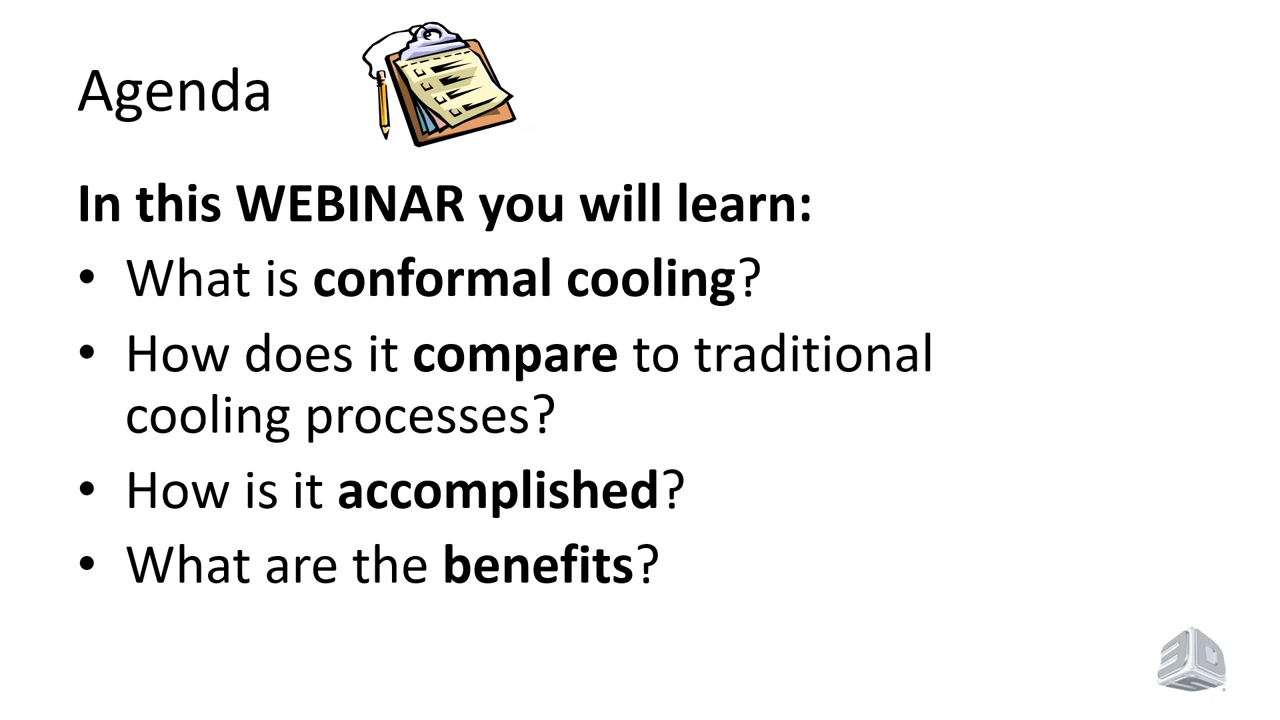 Agenda
In this WEBINAR you will learn:
• What is conformal cooling?
• How does it compare to traditional
cooling processes?
• How is it accomplished?
• What are the benefits?
3DS